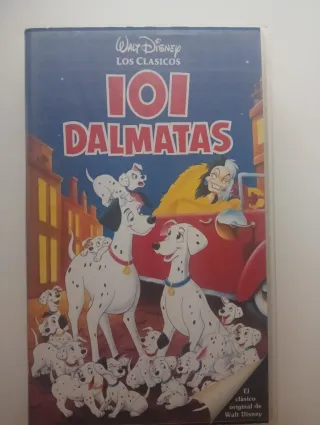 WALT DISNEY
LOS CLASICOS
101
DALMATAS
El
clásico
original de
Walt Disney